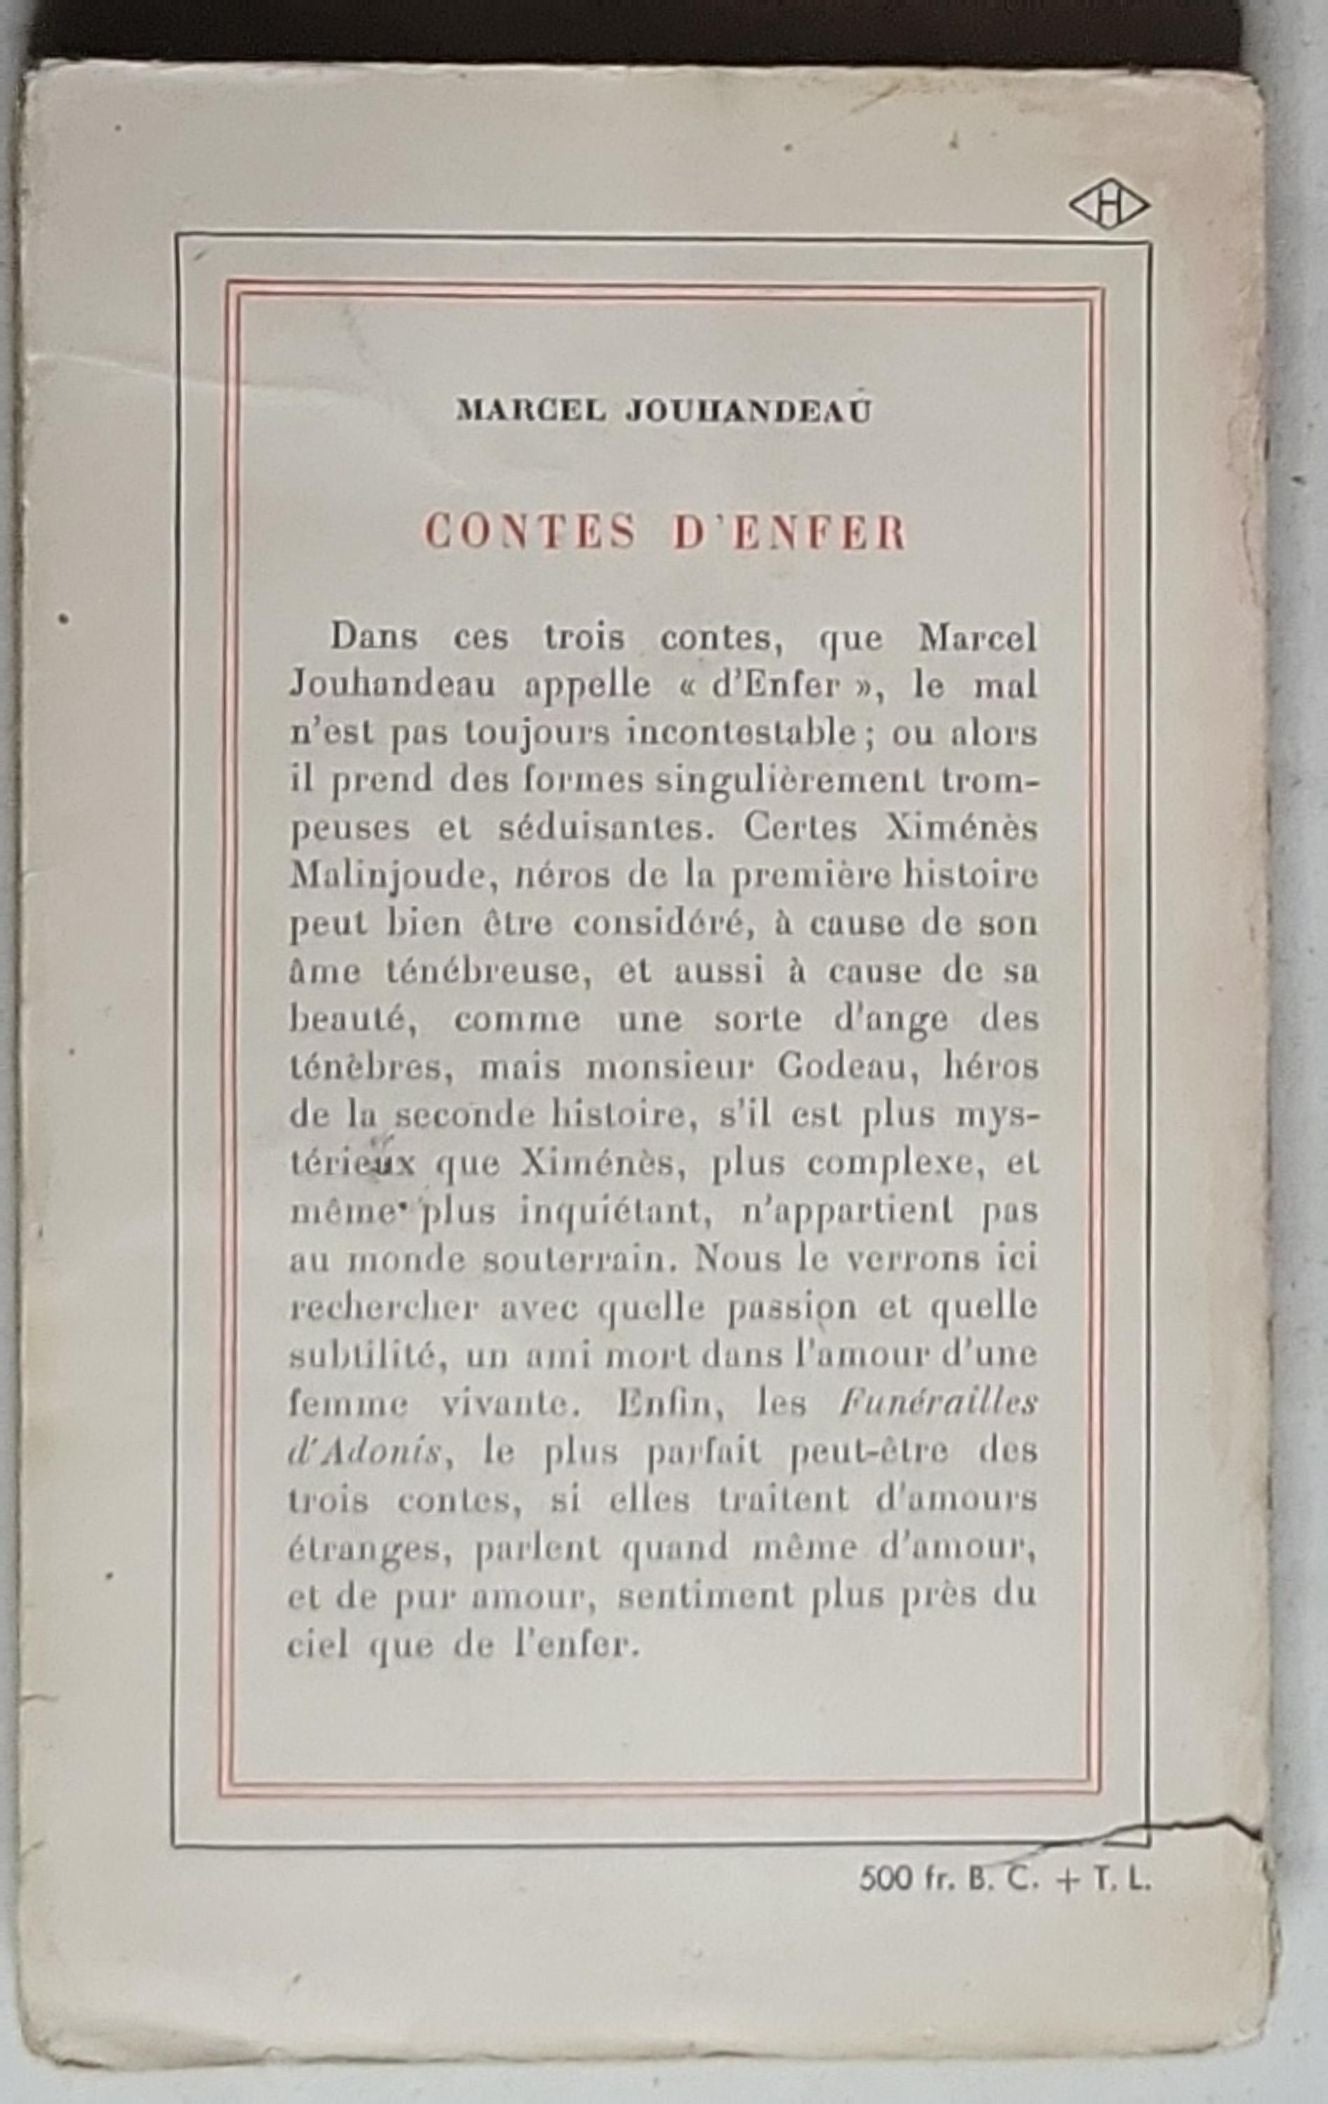 H
MARCEL JOUHANDEAU
CONTES D'ENFER
Dans ces trois contes, que Marcel
Jouhandeau appelle « d'Enfer », le mal
n'est pas toujours incontestable ; ou alors
il prend des formes singulièrement trom-
peuses et séduisantes. Certes Ximénès
Malinjoude, héros de la première histoire
peut bien être considéré, à cause de son
âme ténébreuse, et aussi à cause de sa
beauté, comme une sorte d'ange des
ténèbres, mais monsieur Godeau, héros
de la seconde histoire, s'il est plus mys-
térieux que Ximénès, plus complexe, et
même plus inquiétant, n'appartient pas
au monde souterrain. Nous le verrons ici
rechercher avec quelle passion et quelle
subtilité, un ami mort dans l'amour d'une
femme vivante. Enfin, les Funérailles
d'Adonis, le plus parfait peut-être des
trois contes, si elles traitent d'amours
étranges, parlent quand même d'amour,
et de pur amour, sentiment plus près du
ciel que de l'enfer.
500 fr. B. C. + T. L.